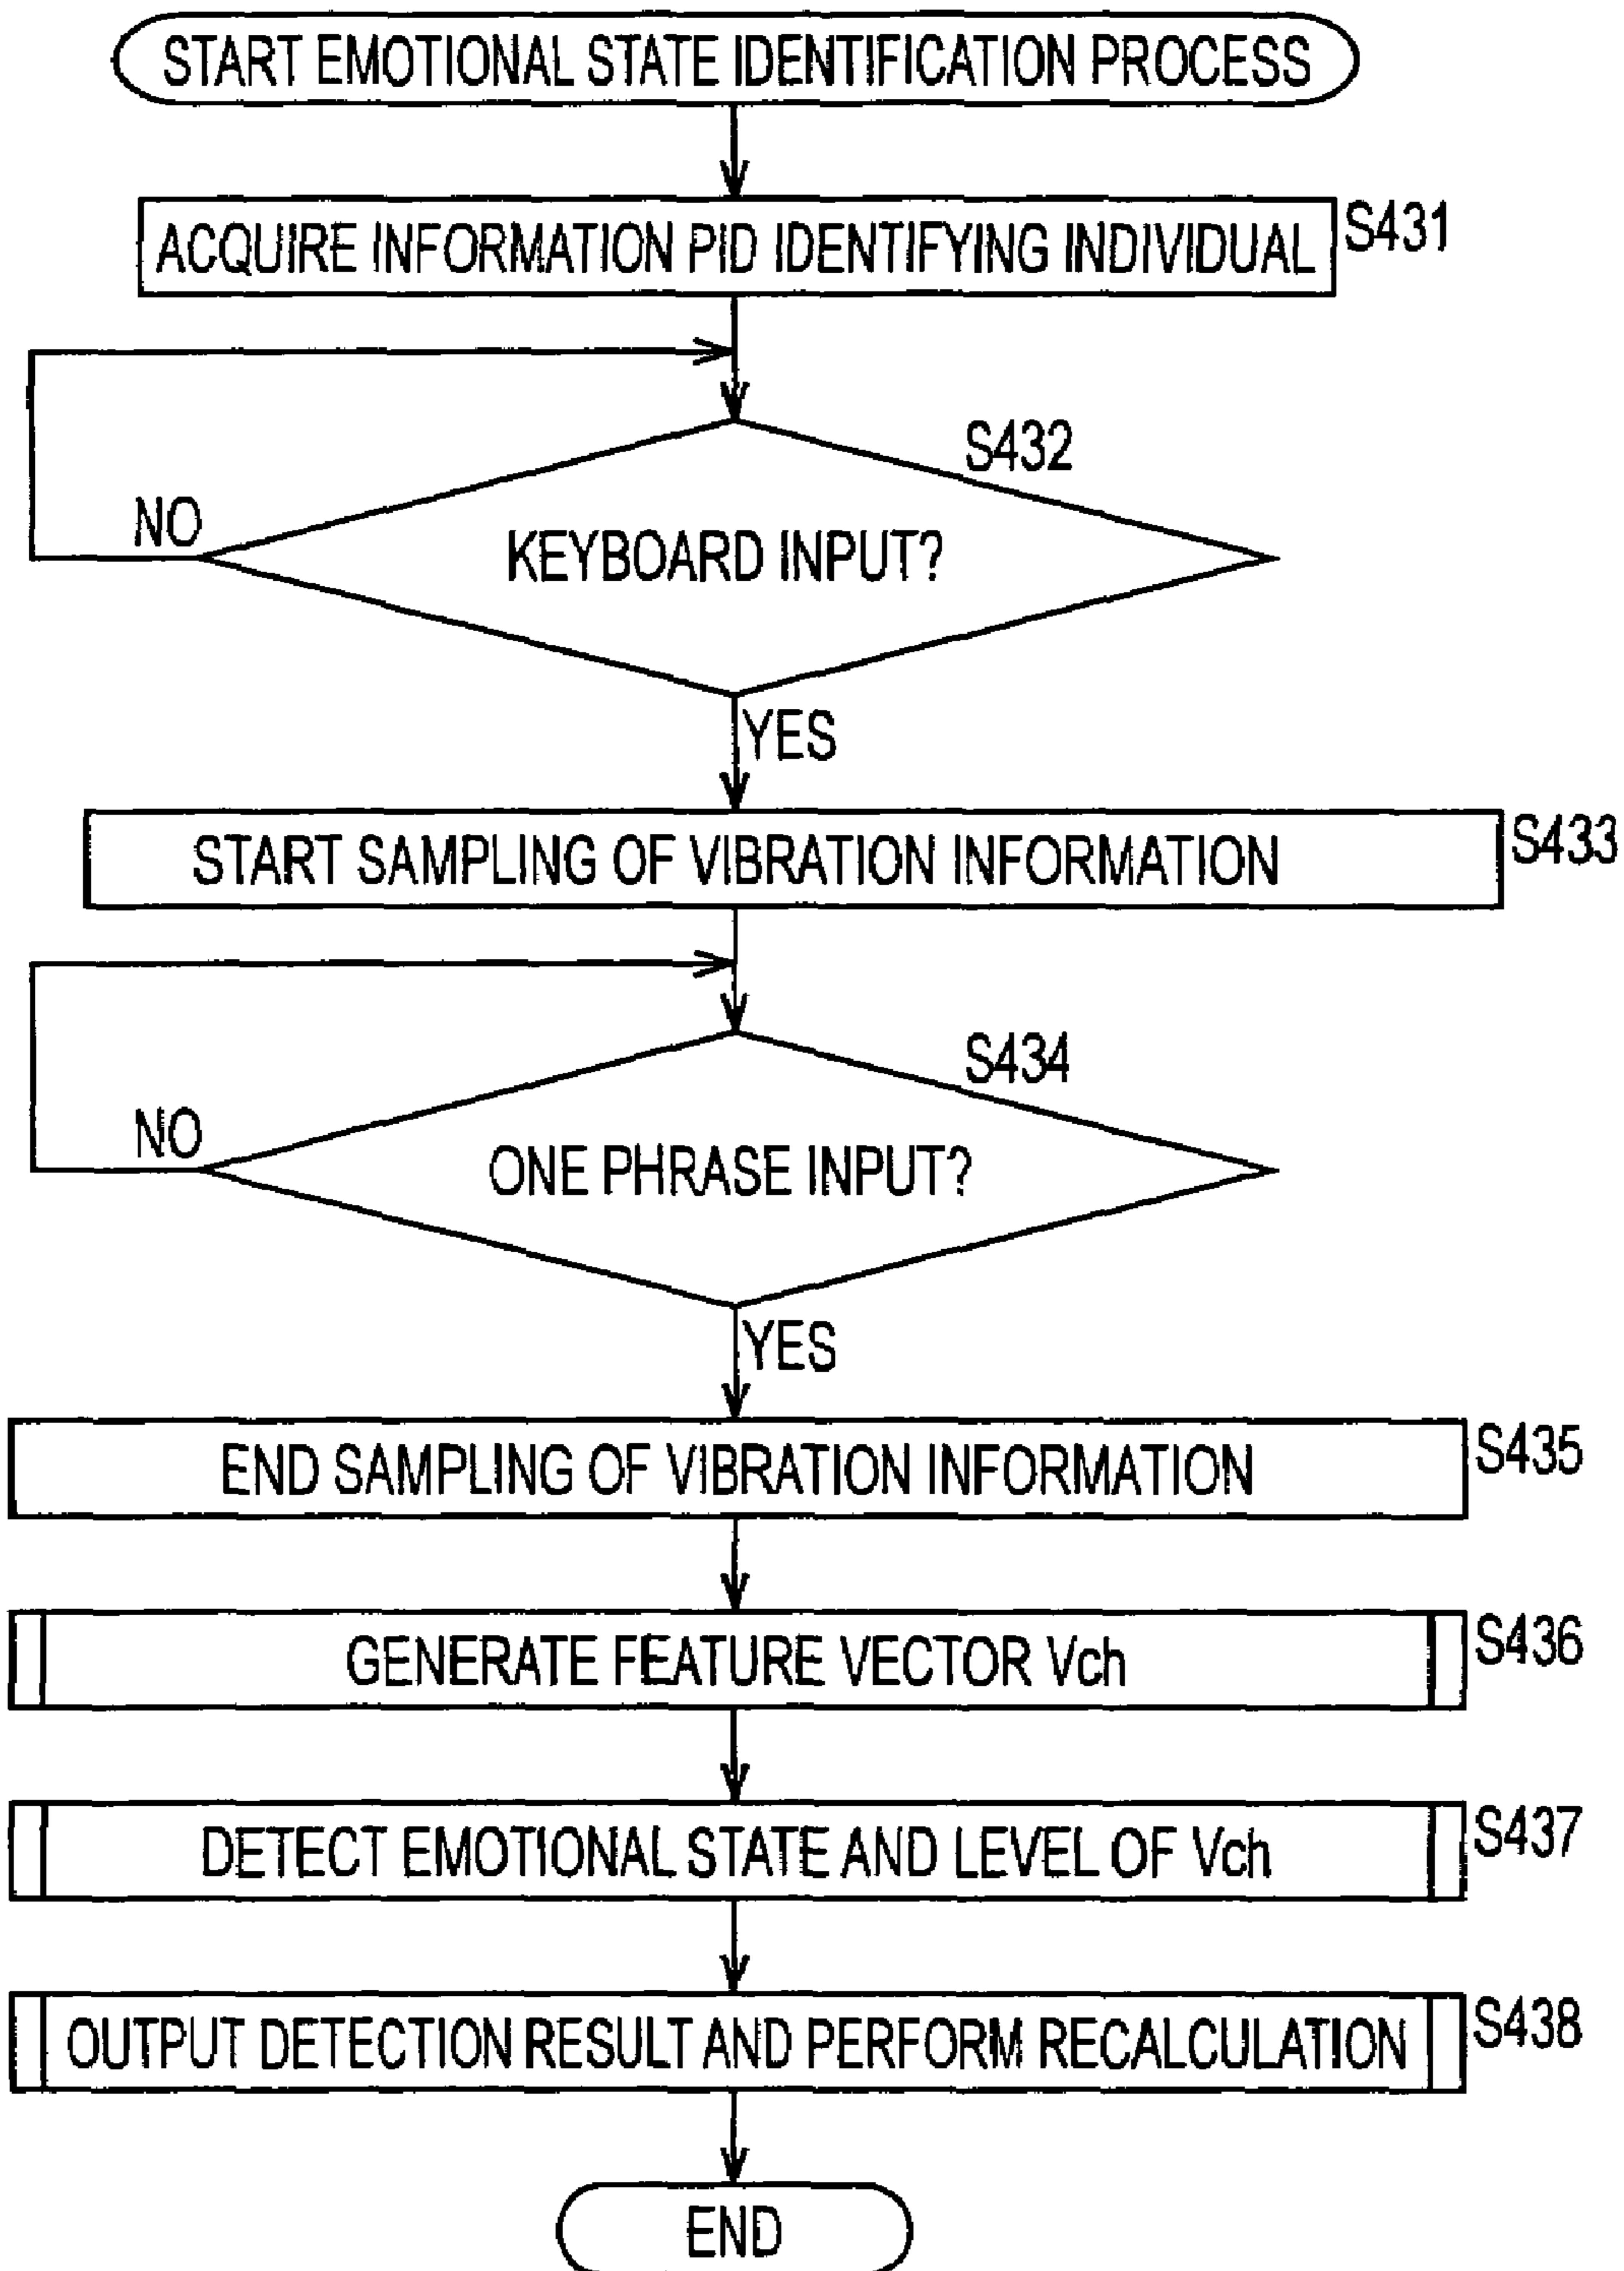 START EMOTIONAL STATE IDENTIFICATION PROCESS
ACQUIRE INFORMATION PID IDENTIFYING INDIVIDUAL
S431
S432
NO
KEYBOARD INPUT?
YES
START SAMPLING OF VIBRATION INFORMATION
S433
S434
NO
ONE PHRASE INPUT?
YES
END SAMPLING OF VIBRATION INFORMATION
S435
GENERATE FEATURE VECTOR Vch
S436
DETECT EMOTIONAL STATE AND LEVEL OF Vch
S437
OUTPUT DETECTION RESULT AND PERFORM RECALCULATION
S438
END